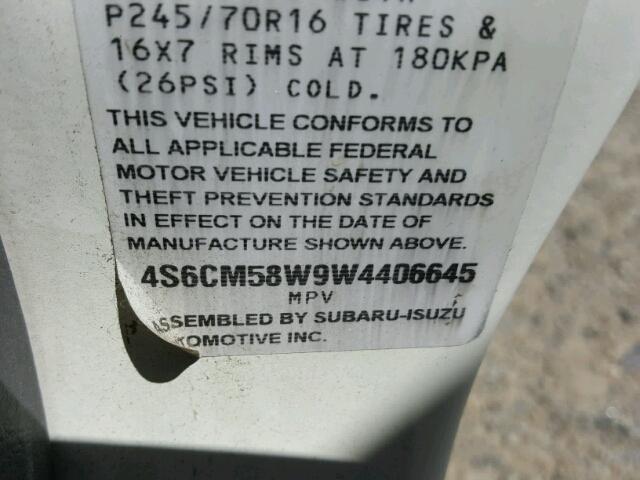 P245/70R16 TIRES &
16X7 RIMS AT 180KPA
(26PSI) COLD.
THIS VEHICLE CONFORMS TO
ALL APPLICABLE FEDERAL
MOTOR VEHICLE SAFETY AND
THEFT PREVENTION STANDARDS
IN EFFECT ON THE DATE OF
MANUFACTURE SHOWN ABOVE.
4S6CM58W9W4406645
MPV
ASSEMBLED BY SUBARU-ISUZU
TOMOTIVE INC.